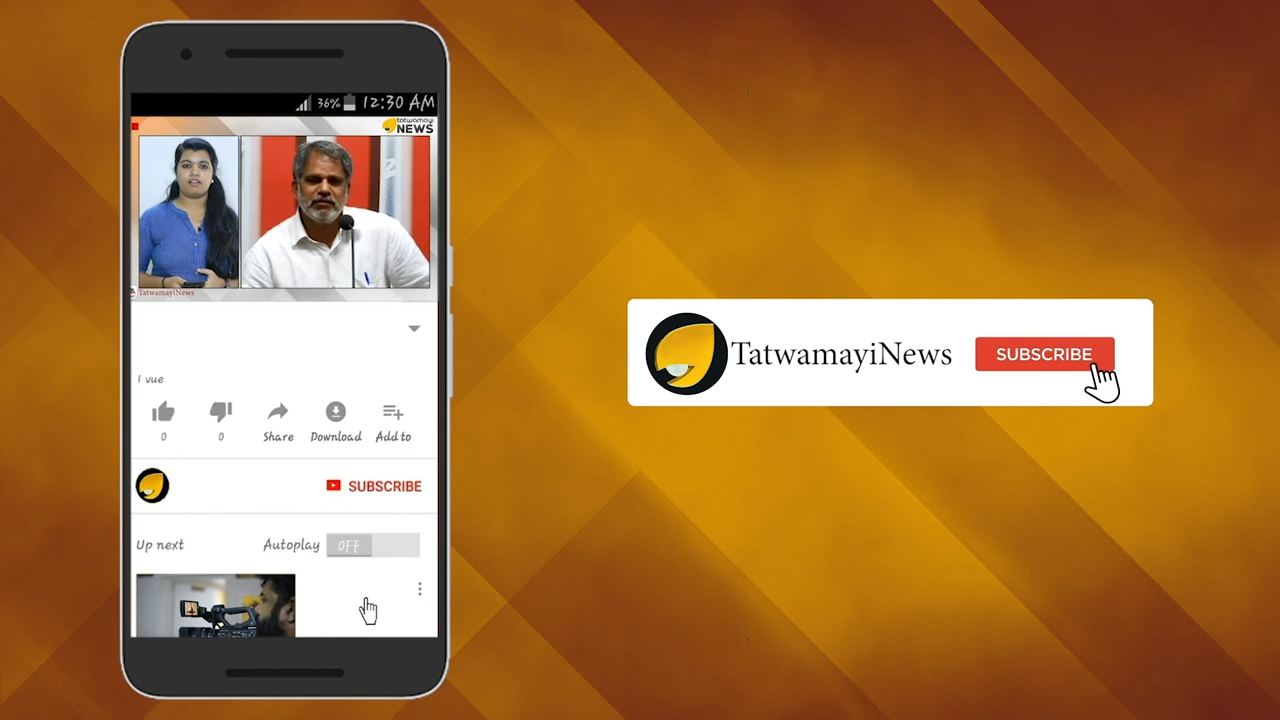 36% 12:30 AM
tatwamayi
NEWS
TatwamayiNews
1 vue
0 0 Share Download Add to
SUBSCRIBE
Up next Autoplay OFF
TatwamayiNews SUBSCRIBE